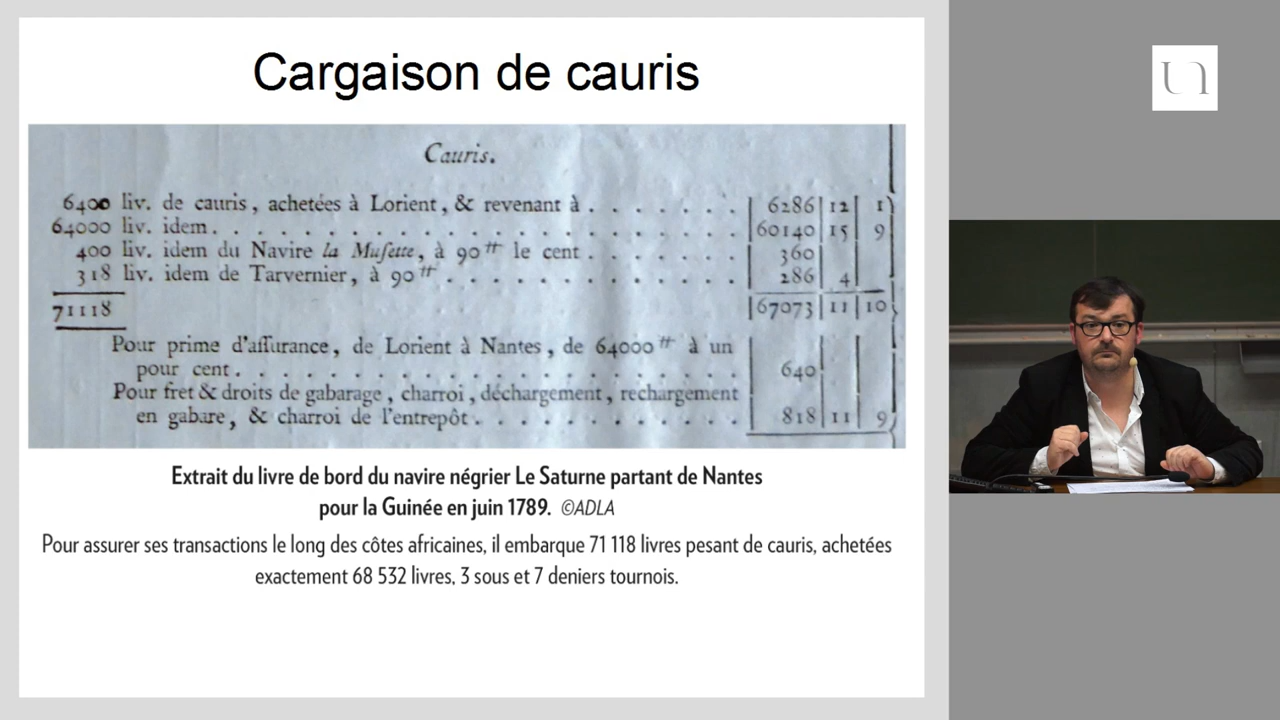 Cargaison de cauris
Cauris.
6400 liv. de cauris, achetées à Lorient, & revenant à . . . . . . . 6286 12 1
64000 liv. idem. . . . . . . . . . . . . . . . . . . . 60140 15 9
400 liv. idem du Navire la Musette, à 90 tt le cent . . . . . . 360
318 liv. idem de Tarvernier, à 90 tt . . . . . . . . . . . . 286 4
71118 67073 11 10
Pour prime d'assurance, de Lorient à Nantes, de 64000 tt à un
pour cent . . . . . . . . . . . . . . . . . . . . 640
Pour fret & droits de gabarage, charroi, déchargement, rechargement
en gabare, & charroi de l'entrepôt . . . . . . . . . . . 818 11 9
Extrait du livre de bord du navire négrier Le Saturne partant de Nantes
pour la Guinée en juin 1789. ©ADLA
Pour assurer ses transactions le long des côtes africaines, il embarque 71 118 livres pesant de cauris, achetées
exactement 68 532 livres, 3 sous et 7 deniers tournois.